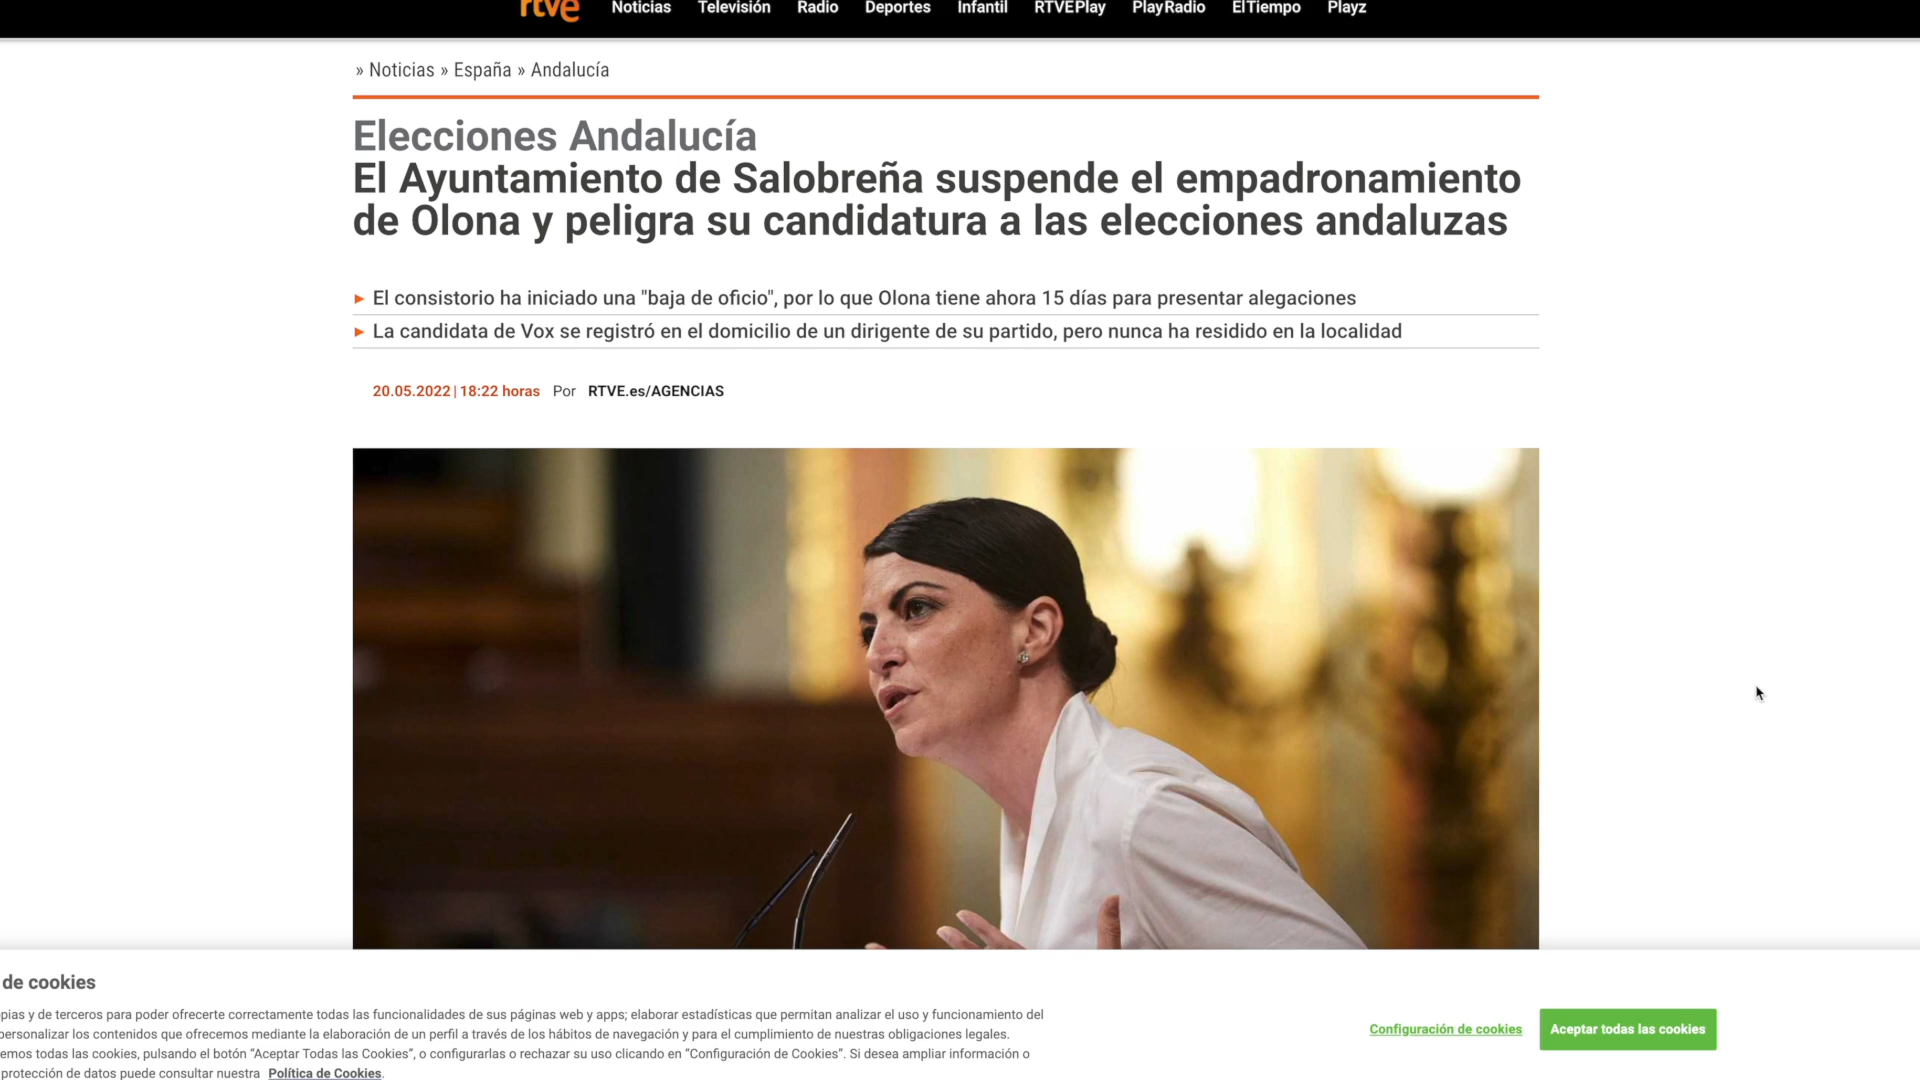 rtve Noticias Televisión Radio Deportes Infantil RTVEPlay PlayRadio ElTiempo Playz
» Noticias » España » Andalucía
Elecciones Andalucía
El Ayuntamiento de Salobreña suspende el empadronamiento
de Olona y peligra su candidatura a las elecciones andaluzas
► El consistorio ha iniciado una "baja de oficio", por lo que Olona tiene ahora 15 días para presentar alegaciones
► La candidata de Vox se registró en el domicilio de un dirigente de su partido, pero nunca ha residido en la localidad
20.05.2022 | 18:22 horas Por RTVE.es/AGENCIAS
de cookies
pias y de terceros para poder ofrecerte correctamente todas las funcionalidades de sus páginas web y apps; elaborar estadísticas que permitan analizar el uso y funcionamiento del
personalizar los contenidos que ofrecemos mediante la elaboración de un perfil a través de los hábitos de navegación y para el cumplimiento de nuestras obligaciones legales.
emos todas las cookies, pulsando el botón “Aceptar Todas las Cookies”, o configurarlas o rechazar su uso clicando en “Configuración de Cookies”. Si desea ampliar información o
protección de datos puede consultar nuestra Política de Cookies.
Configuración de cookies
Aceptar todas las cookies